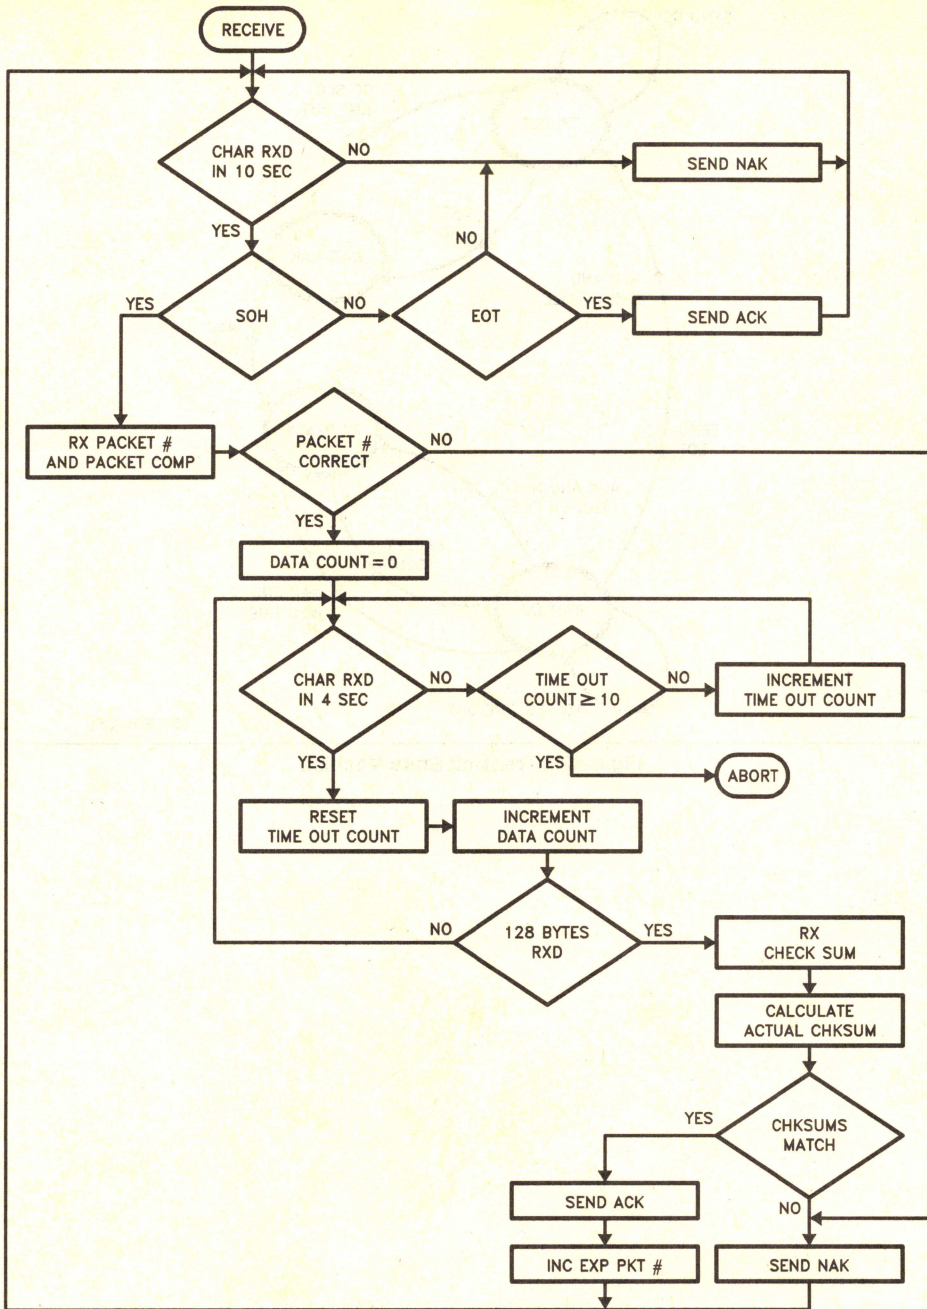 RECEIVE
CHAR RXD
IN 10 SEC
NO
SEND NAK
YES
NO
SOH
YES
NO
EOT
YES
SEND ACK
RX PACKET #
AND PACKET COMP
PACKET #
CORRECT
NO
YES
DATA COUNT = 0
CHAR RXD
IN 4 SEC
NO
TIME OUT
COUNT ≥ 10
NO
INCREMENT
TIME OUT COUNT
YES
YES
ABORT
RESET
TIME OUT COUNT
INCREMENT
DATA COUNT
NO
128 BYTES
RXD
YES
RX
CHECK SUM
CALCULATE
ACTUAL CHKSUM
YES
CHKSUMS
MATCH
SEND ACK
NO
INC EXP PKT #
SEND NAK